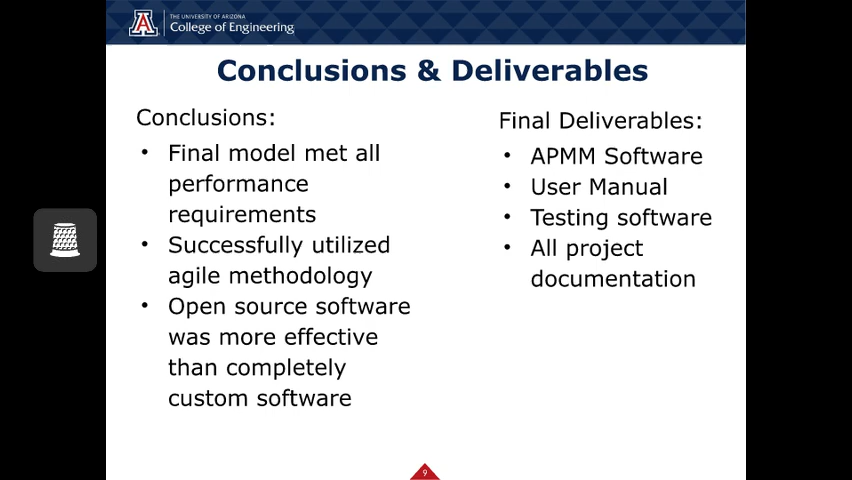 THE UNIVERSITY OF ARIZONA
College of Engineering
Conclusions & Deliverables
Conclusions:
• Final model met all
performance
requirements
• Successfully utilized
agile methodology
• Open source software
was more effective
than completely
custom software
Final Deliverables:
• APMM Software
• User Manual
• Testing software
• All project
documentation
9